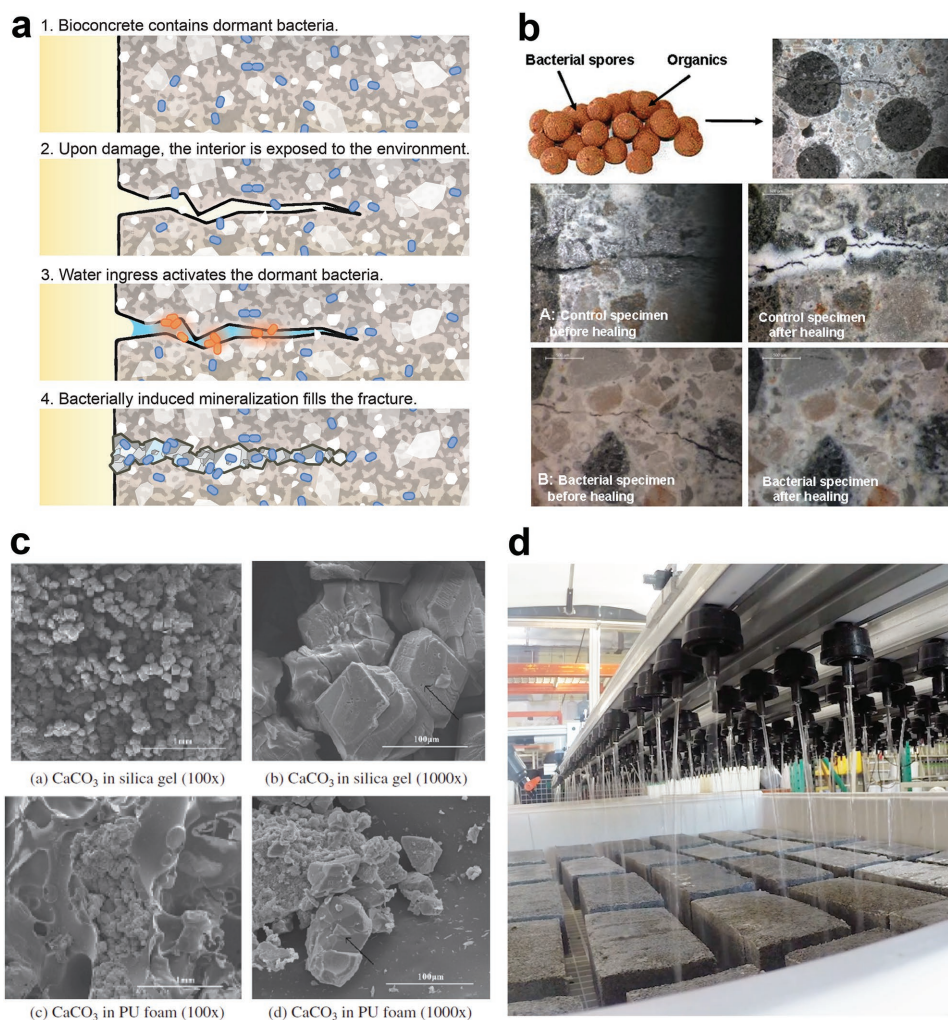 a
1. Bioconcrete contains dormant bacteria.
2. Upon damage, the interior is exposed to the environment.
3. Water ingress activates the dormant bacteria.
4. Bacterially induced mineralization fills the fracture.
b
Bacterial spores
Organics
A: Control specimen
before healing
Control specimen
after healing
B: Bacterial specimen
before healing
Bacterial specimen
after healing
c
1mm
100μm
(a) CaCO3 in silica gel (100x)
(b) CaCO3 in silica gel (1000x)
1mm
100μm
(c) CaCO3 in PU foam (100x)
(d) CaCO3 in PU foam (1000x)
d